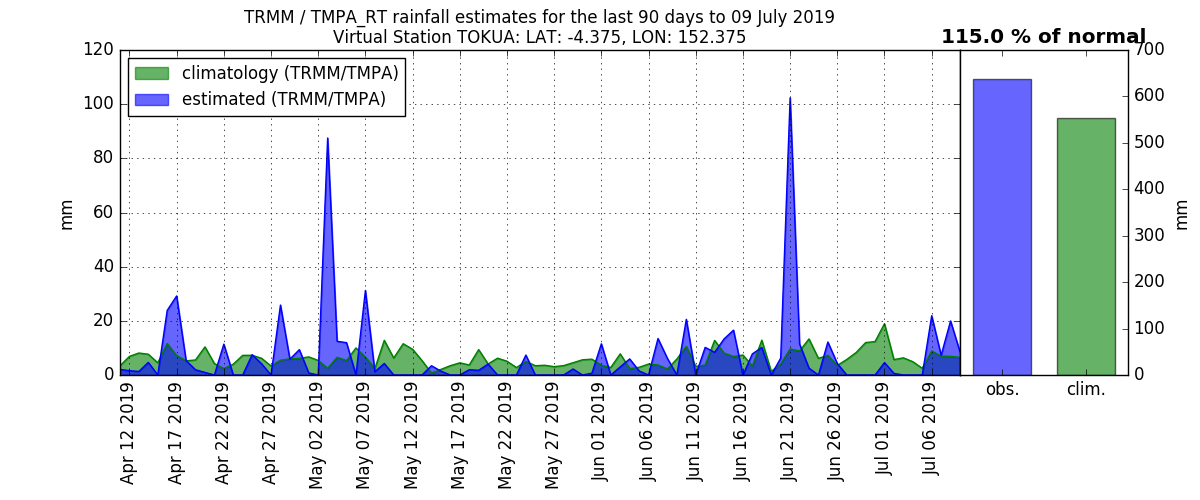 TRMM / TMPA_RT rainfall estimates for the last 90 days to 09 July 2019
Virtual Station TOKUA: LAT: -4.375, LON: 152.375
115.0 % of normal
climatology (TRMM/TMPA)
estimated (TRMM/TMPA)
120
100
80
60
40
20
0
mm
700
600
500
400
300
200
100
0
mm
Apr 12 2019
Apr 17 2019
Apr 22 2019
Apr 27 2019
May 02 2019
May 07 2019
May 12 2019
May 17 2019
May 22 2019
May 27 2019
Jun 01 2019
Jun 06 2019
Jun 11 2019
Jun 16 2019
Jun 21 2019
Jun 26 2019
Jul 01 2019
Jul 06 2019
obs.
clim.